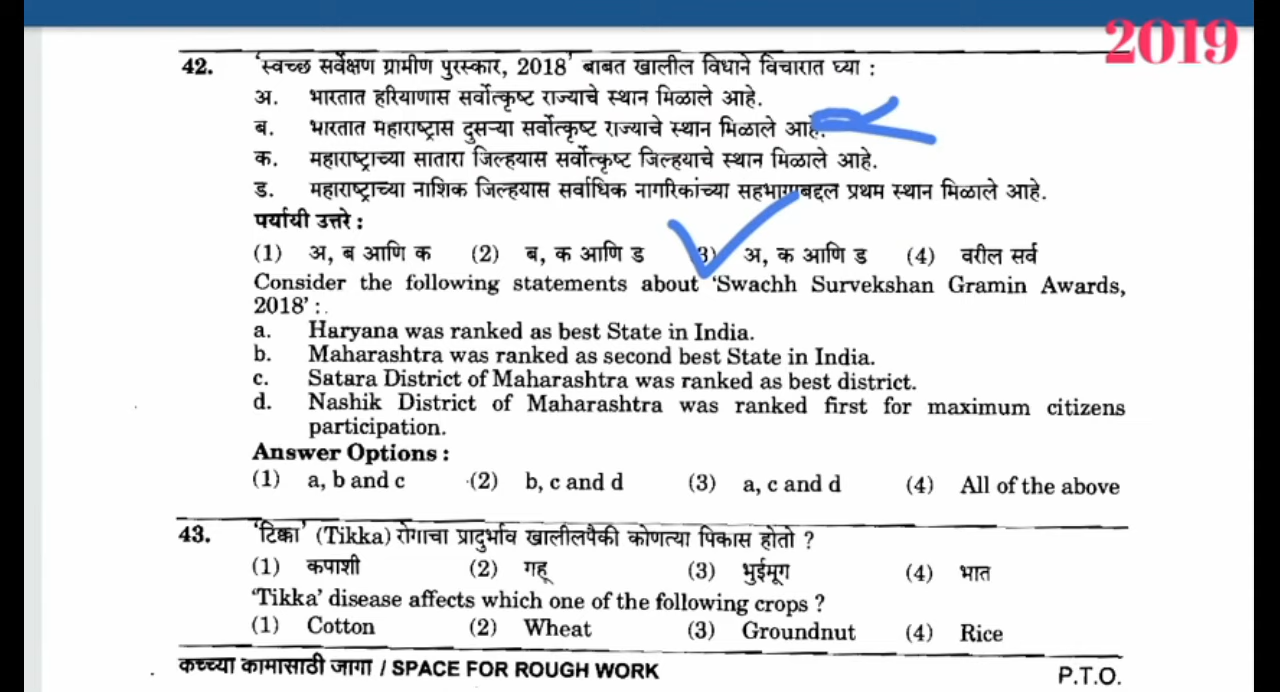 2019
42. 'स्वच्छ सर्वेक्षण ग्रामीण पुरस्कार, 2018' बाबत खालील विधाने विचारात घ्या :
अ. भारतात हरियाणास सर्वोत्कृष्ट राज्याचे स्थान मिळाले आहे.
ब. भारतात महाराष्ट्रास दुसऱ्या सर्वोत्कृष्ट राज्याचे स्थान मिळाले आहे.
क. महाराष्ट्राच्या सातारा जिल्हयास सर्वोत्कृष्ट जिल्हयाचे स्थान मिळाले आहे.
ड. महाराष्ट्राच्या नाशिक जिल्हयास सर्वाधिक नागरिकांच्या सहभागाबद्दल प्रथम स्थान मिळाले आहे.
पर्यायी उत्तरे :
(1) अ, ब आणि क (2) ब, क आणि ड (3) अ, क आणि ड (4) वरील सर्व
Consider the following statements about 'Swachh Survekshan Gramin Awards,
2018' :.
a. Haryana was ranked as best State in India.
b. Maharashtra was ranked as second best State in India.
c. Satara District of Maharashtra was ranked as best district.
d. Nashik District of Maharashtra was ranked first for maximum citizens
participation.
Answer Options :
(1) a, b and c (2) b, c and d (3) a, c and d (4) All of the above
43. 'टिक्का' (Tikka) रोगाचा प्रादुर्भाव खालीलपैकी कोणत्या पिकास होतो ?
(1) कपाशी (2) गहू (3) भुईमूग (4) भात
'Tikka' disease affects which one of the following crops ?
(1) Cotton (2) Wheat (3) Groundnut (4) Rice
कच्च्या कामासाठी जागा / SPACE FOR ROUGH WORK
P.T.O.